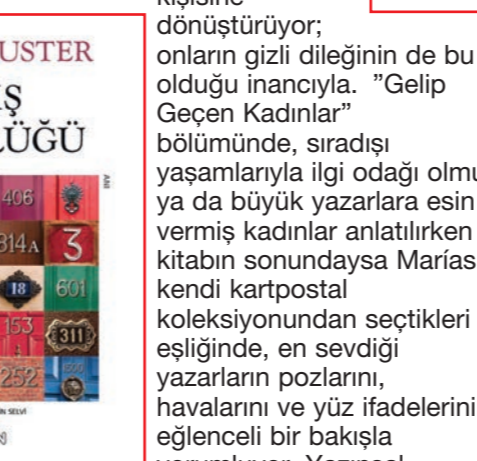 USTER
Ş
LÜĞÜ
ANI
406
314A
3
18
601
153
311
252
N SELVİ
dönüştürüyor;
onların gizli dileğinin de bu
olduğu inancıyla. ”Gelip
Geçen Kadınlar”
bölümünde, sıradışı
yaşamlarıyla ilgi odağı olmu
ya da büyük yazarlara esin
vermiş kadınlar anlatılırken
kitabın sonundaysa Marías
kendi kartpostal
koleksiyonundan seçtikleri
eşliğinde, en sevdiği
yazarların pozlarını,
havalarını ve yüz ifadelerini
eğlenceli bir bakışla